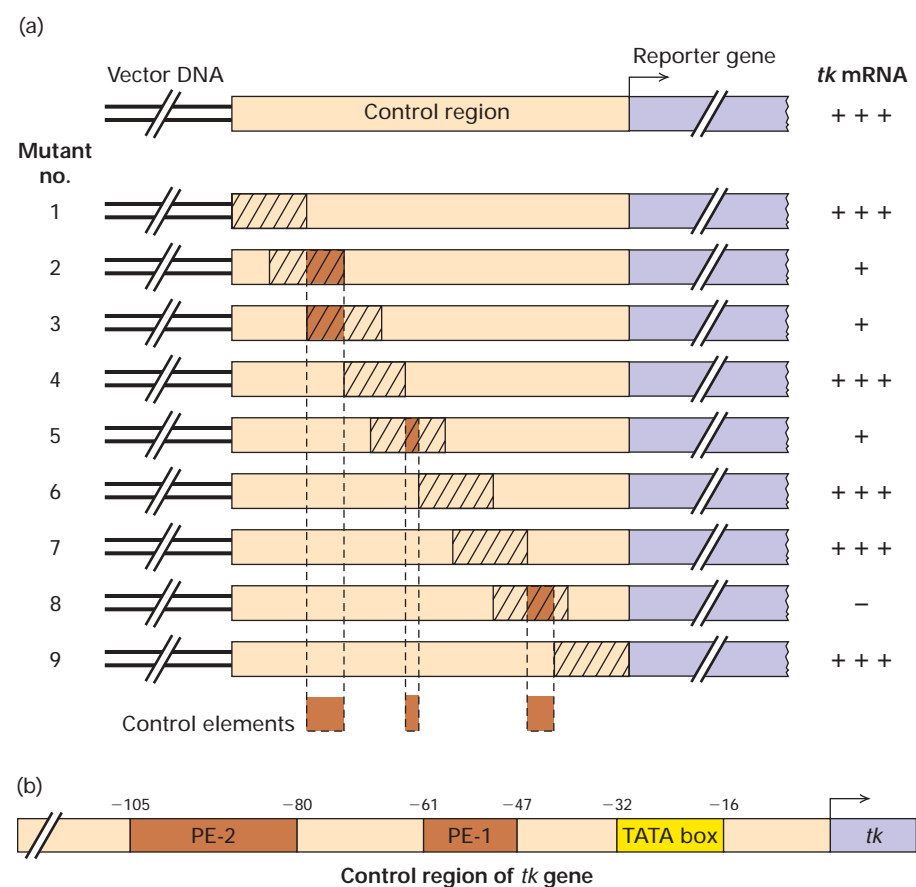 (a)
Vector DNA
Reporter gene
tk mRNA
Control region
+ + +
Mutant no.
1
+ + +
2
+
3
+
4
+ + +
5
+
6
+ + +
7
+ + +
8
–
9
+ + +
Control elements
(b)
−105 −80 −61 −47 −32 −16
PE-2 PE-1 TATA box tk
Control region of tk gene